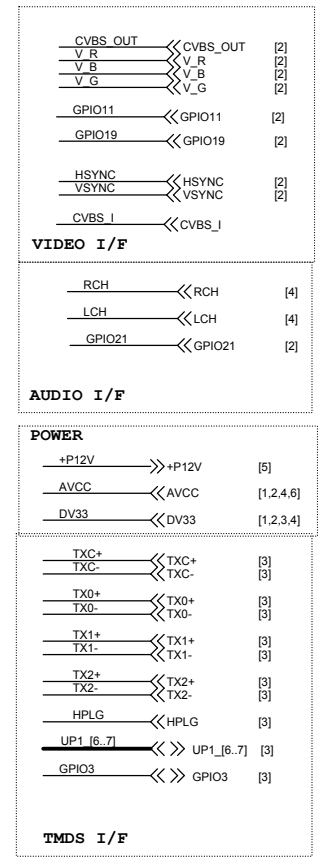 CVBS_OUT CVBS_OUT [2]
V_R V_R [2]
V_B V_B [2]
V_G V_G [2]
GPIO11 GPIO11 [2]
GPIO19 GPIO19 [2]
HSYNC HSYNC [2]
VSYNC VSYNC [2]
CVBS_I CVBS_I
VIDEO I/F
RCH RCH [4]
LCH LCH [4]
GPIO21 GPIO21 [2]
AUDIO I/F
POWER
+P12V +P12V [5]
AVCC AVCC [1,2,4,6]
DV33 DV33 [1,2,3,4]
TXC+ TXC+ [3]
TXC- TXC- [3]
TX0+ TX0+ [3]
TX0- TX0- [3]
TX1+ TX1+ [3]
TX1- TX1- [3]
TX2+ TX2+ [3]
TX2- TX2- [3]
HPLG HPLG [3]
UP1_[6..7] UP1_[6..7] [3]
GPIO3 GPIO3 [3]
TMDS I/F